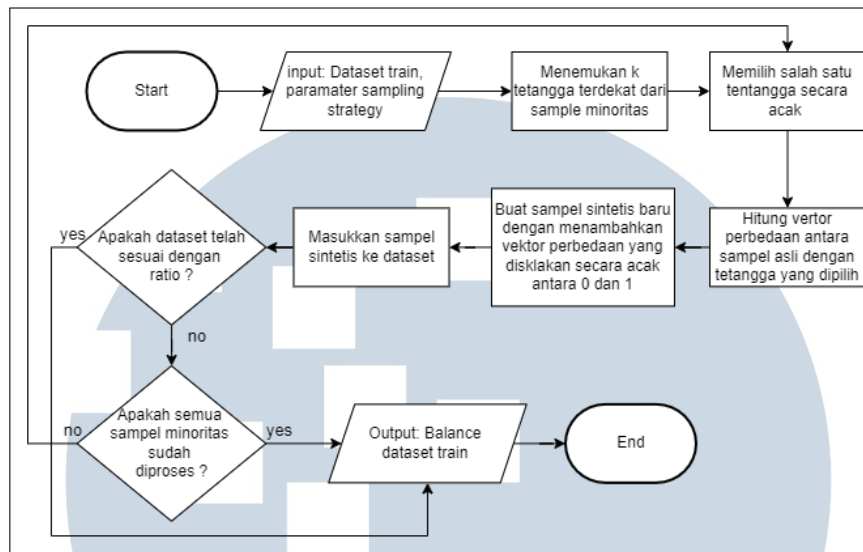 Start
input: Dataset train,
paramater sampling
strategy
Menemukan k
tetangga terdekat dari
sample minoritas
Memilih salah satu
tentangga secara
acak
Hitung vertor
perbedaan antara
sampel asli dengan
tetangga yang dipilih
Buat sampel sintetis baru
dengan menambahkan
vektor perbedaan yang
disklakan secara acak
antara 0 dan 1
Masukkan sampel
sintetis ke dataset
Apakah dataset telah
sesuai dengan
ratio ?
yes
no
Apakah semua
sampel minoritas
sudah
diproses ?
no
yes
Output: Balance
dataset train
End